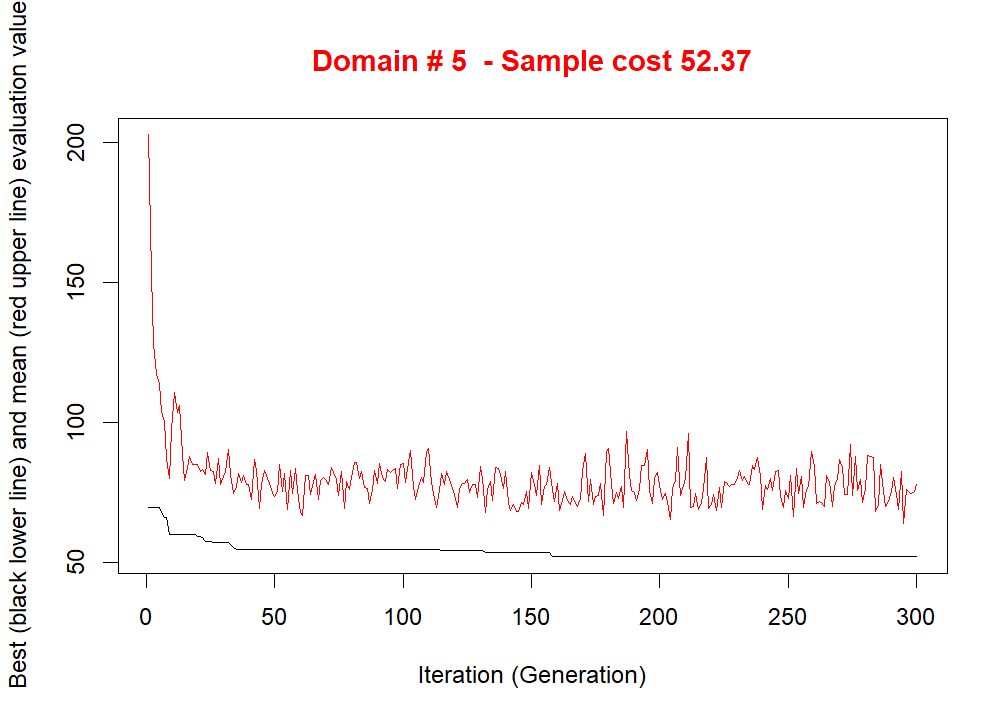 Domain # 5  - Sample cost 52.37
Best (black lower line) and mean (red upper line) evaluation value
200
150
100
50
0 50 100 150 200 250 300
Iteration (Generation)